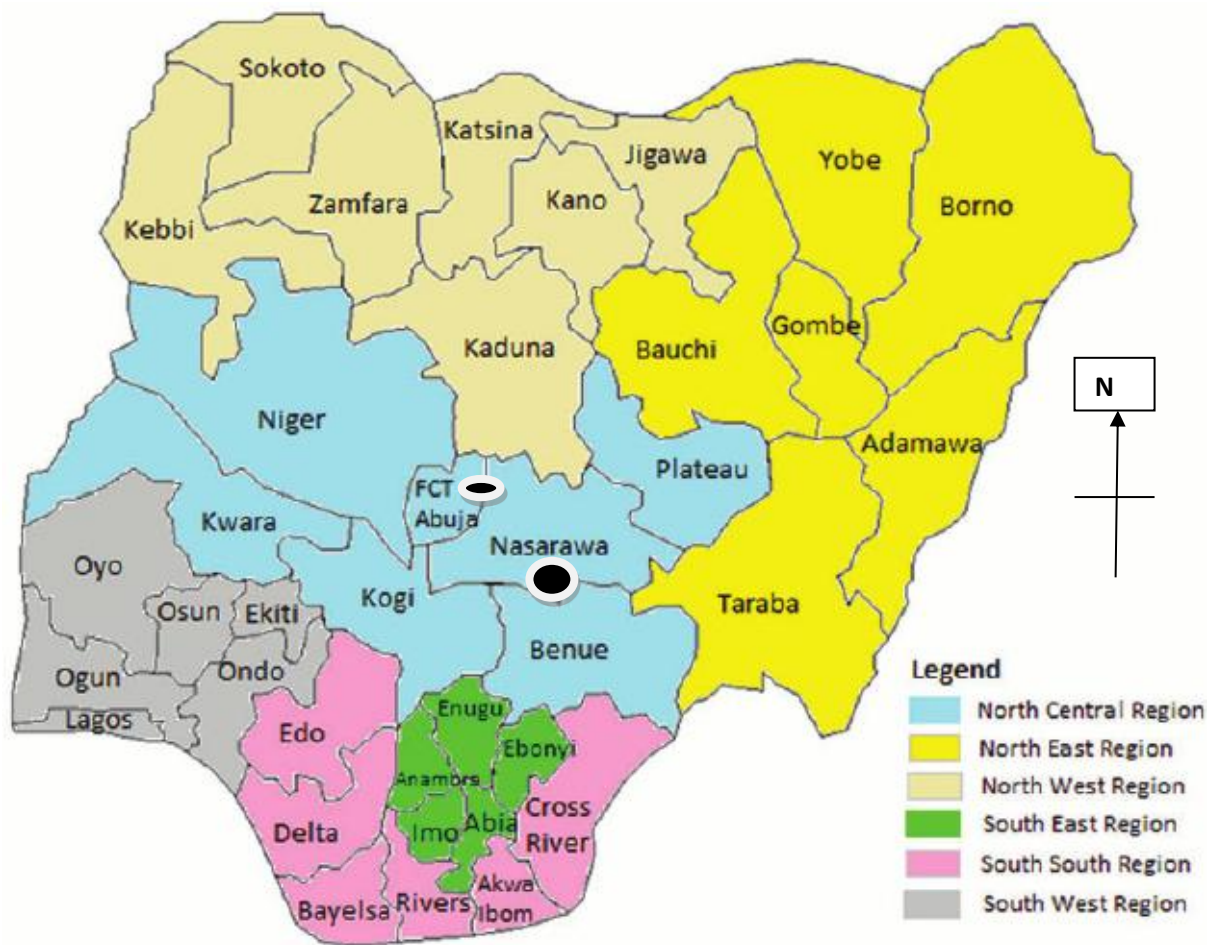 Sokoto
Katsina
Jigawa
Yobe
Kano
Zamfara
Borno
Kebbi
Gombe
Kaduna
Bauchi
N
Niger
Adamawa
Plateau
FCT
Abuja
Kwara
Nasarawa
Oyo
Kogi
Taraba
Osun
Ekiti
Benue
Ogun
Ondo
Lagos
Enugu
Edo
Ebonyi
Anambra
Cross
River
Delta
Imo
Abia
Akwa
Ibom
Rivers
Bayelsa
Legend
North Central Region
North East Region
North West Region
South East Region
South South Region
South West Region